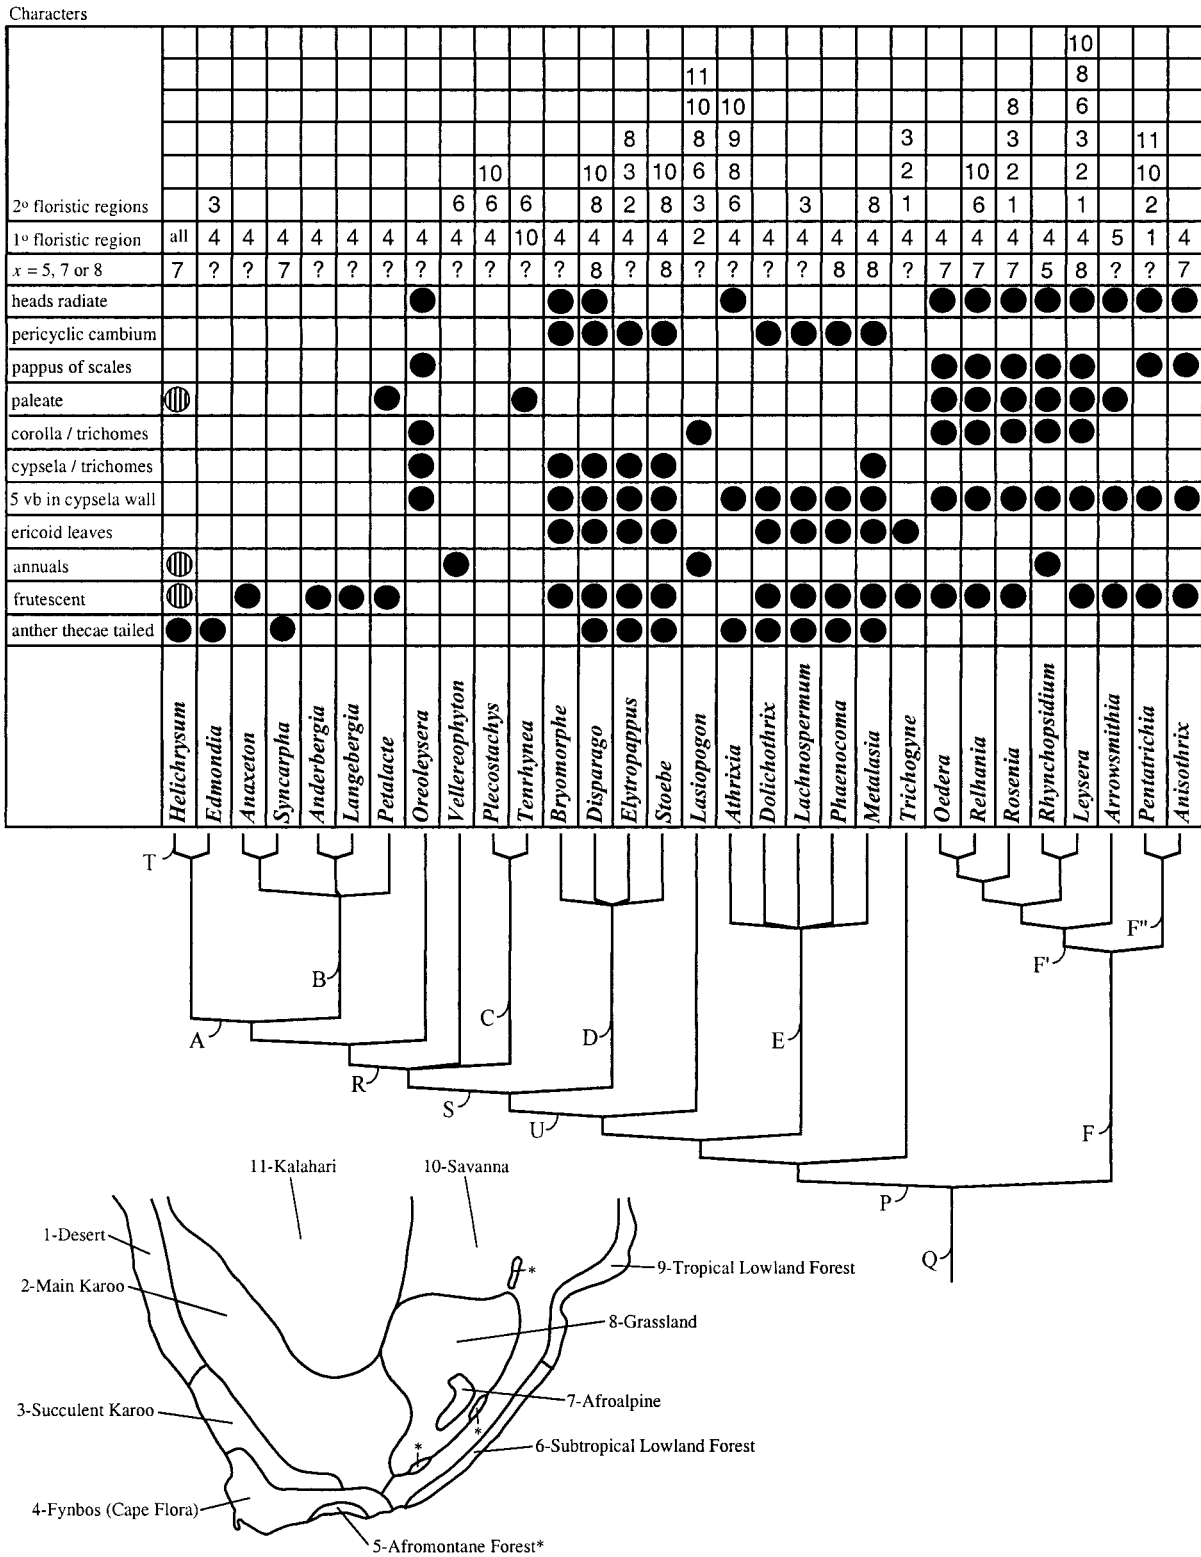 Characters
10
11 8
10 10 8 6
8 8 9 3 3 3 11
10 10 3 10 6 8 2 10 2 2 10
2º floristic regions 3 6 6 6 8 2 8 3 6 3 8 1 6 1 1 2
1º floristic region all 4 4 4 4 4 4 4 4 4 10 4 4 4 4 2 4 4 4 4 4 4 4 4 4 4 4 5 1 4
x = 5, 7 or 8 7 ? ? 7 ? ? ? ? ? ? ? ? 8 ? 8 ? ? ? ? 8 8 ? 7 7 7 5 8 ? ? 7
heads radiate
pericyclic cambium
pappus of scales
paleate
corolla / trichomes
cypsela / trichomes
5 vb in cypsela wall
ericoid leaves
annuals
frutescent
anther thecae tailed
Helichrysum
Edmondia
Anaxeton
Syncarpha
Anderbergia
Langebergia
Petalacte
Oreoleysera
Vellereophyton
Plecostachys
Tenrhynea
Bryomorphe
Disparago
Elytropappus
Stoebe
Lasiopogon
Athrixia
Dolichothrix
Lachnospermum
Phaenocoma
Metalasia
Trichogyne
Oedera
Relhania
Rosenia
Rhynchopsidium
Leysera
Arrowsmithia
Pentatrichia
Anisothrix
T
F"
F'
B
C
A
D
E
R
S
U
F
P
Q
11-Kalahari
10-Savanna
1-Desert
*
9-Tropical Lowland Forest
2-Main Karoo
8-Grassland
7-Afroalpine
3-Succulent Karoo
*
*
6-Subtropical Lowland Forest
4-Fynbos (Cape Flora)
5-Afromontane Forest*